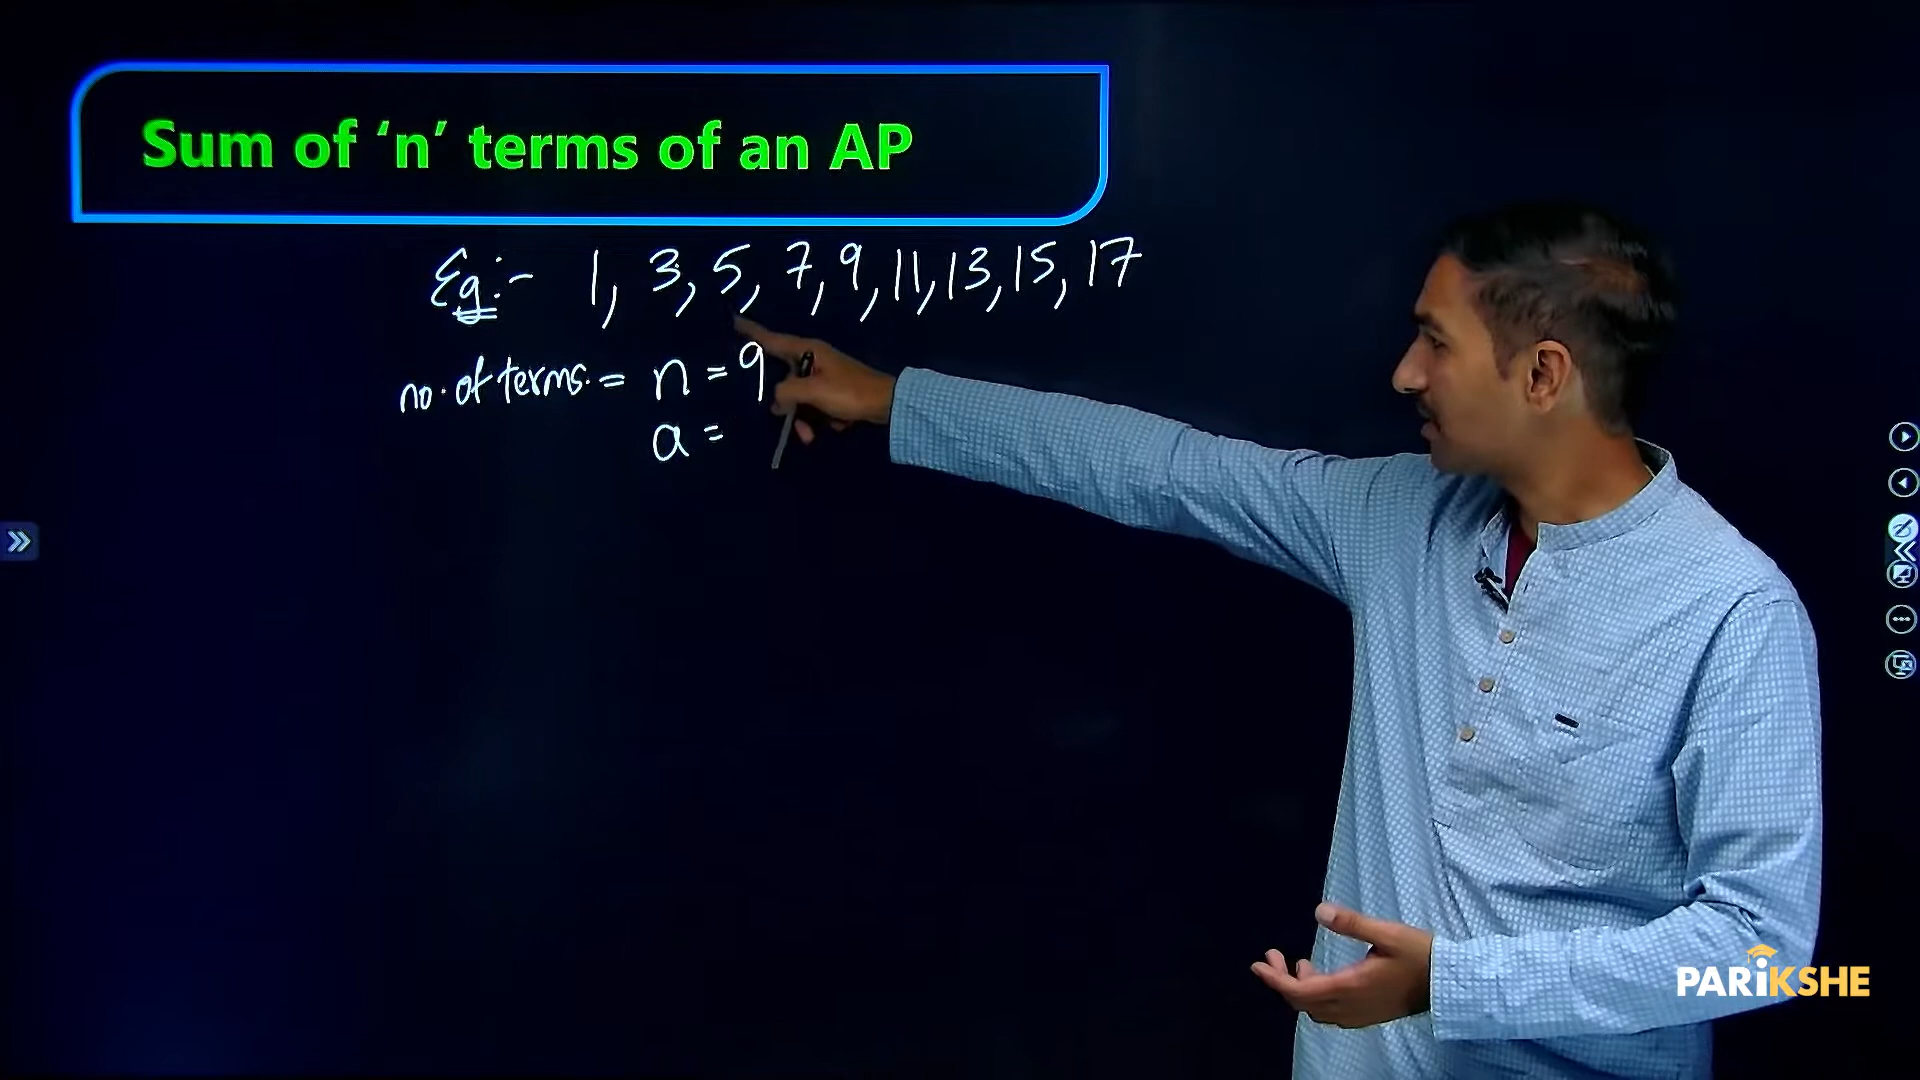 Sum of ‘n’ terms of an AP
Eg:- 1, 3, 5, 7, 9, 11, 13, 15, 17
no. of terms. = n = 9
a =
PARIKSHE